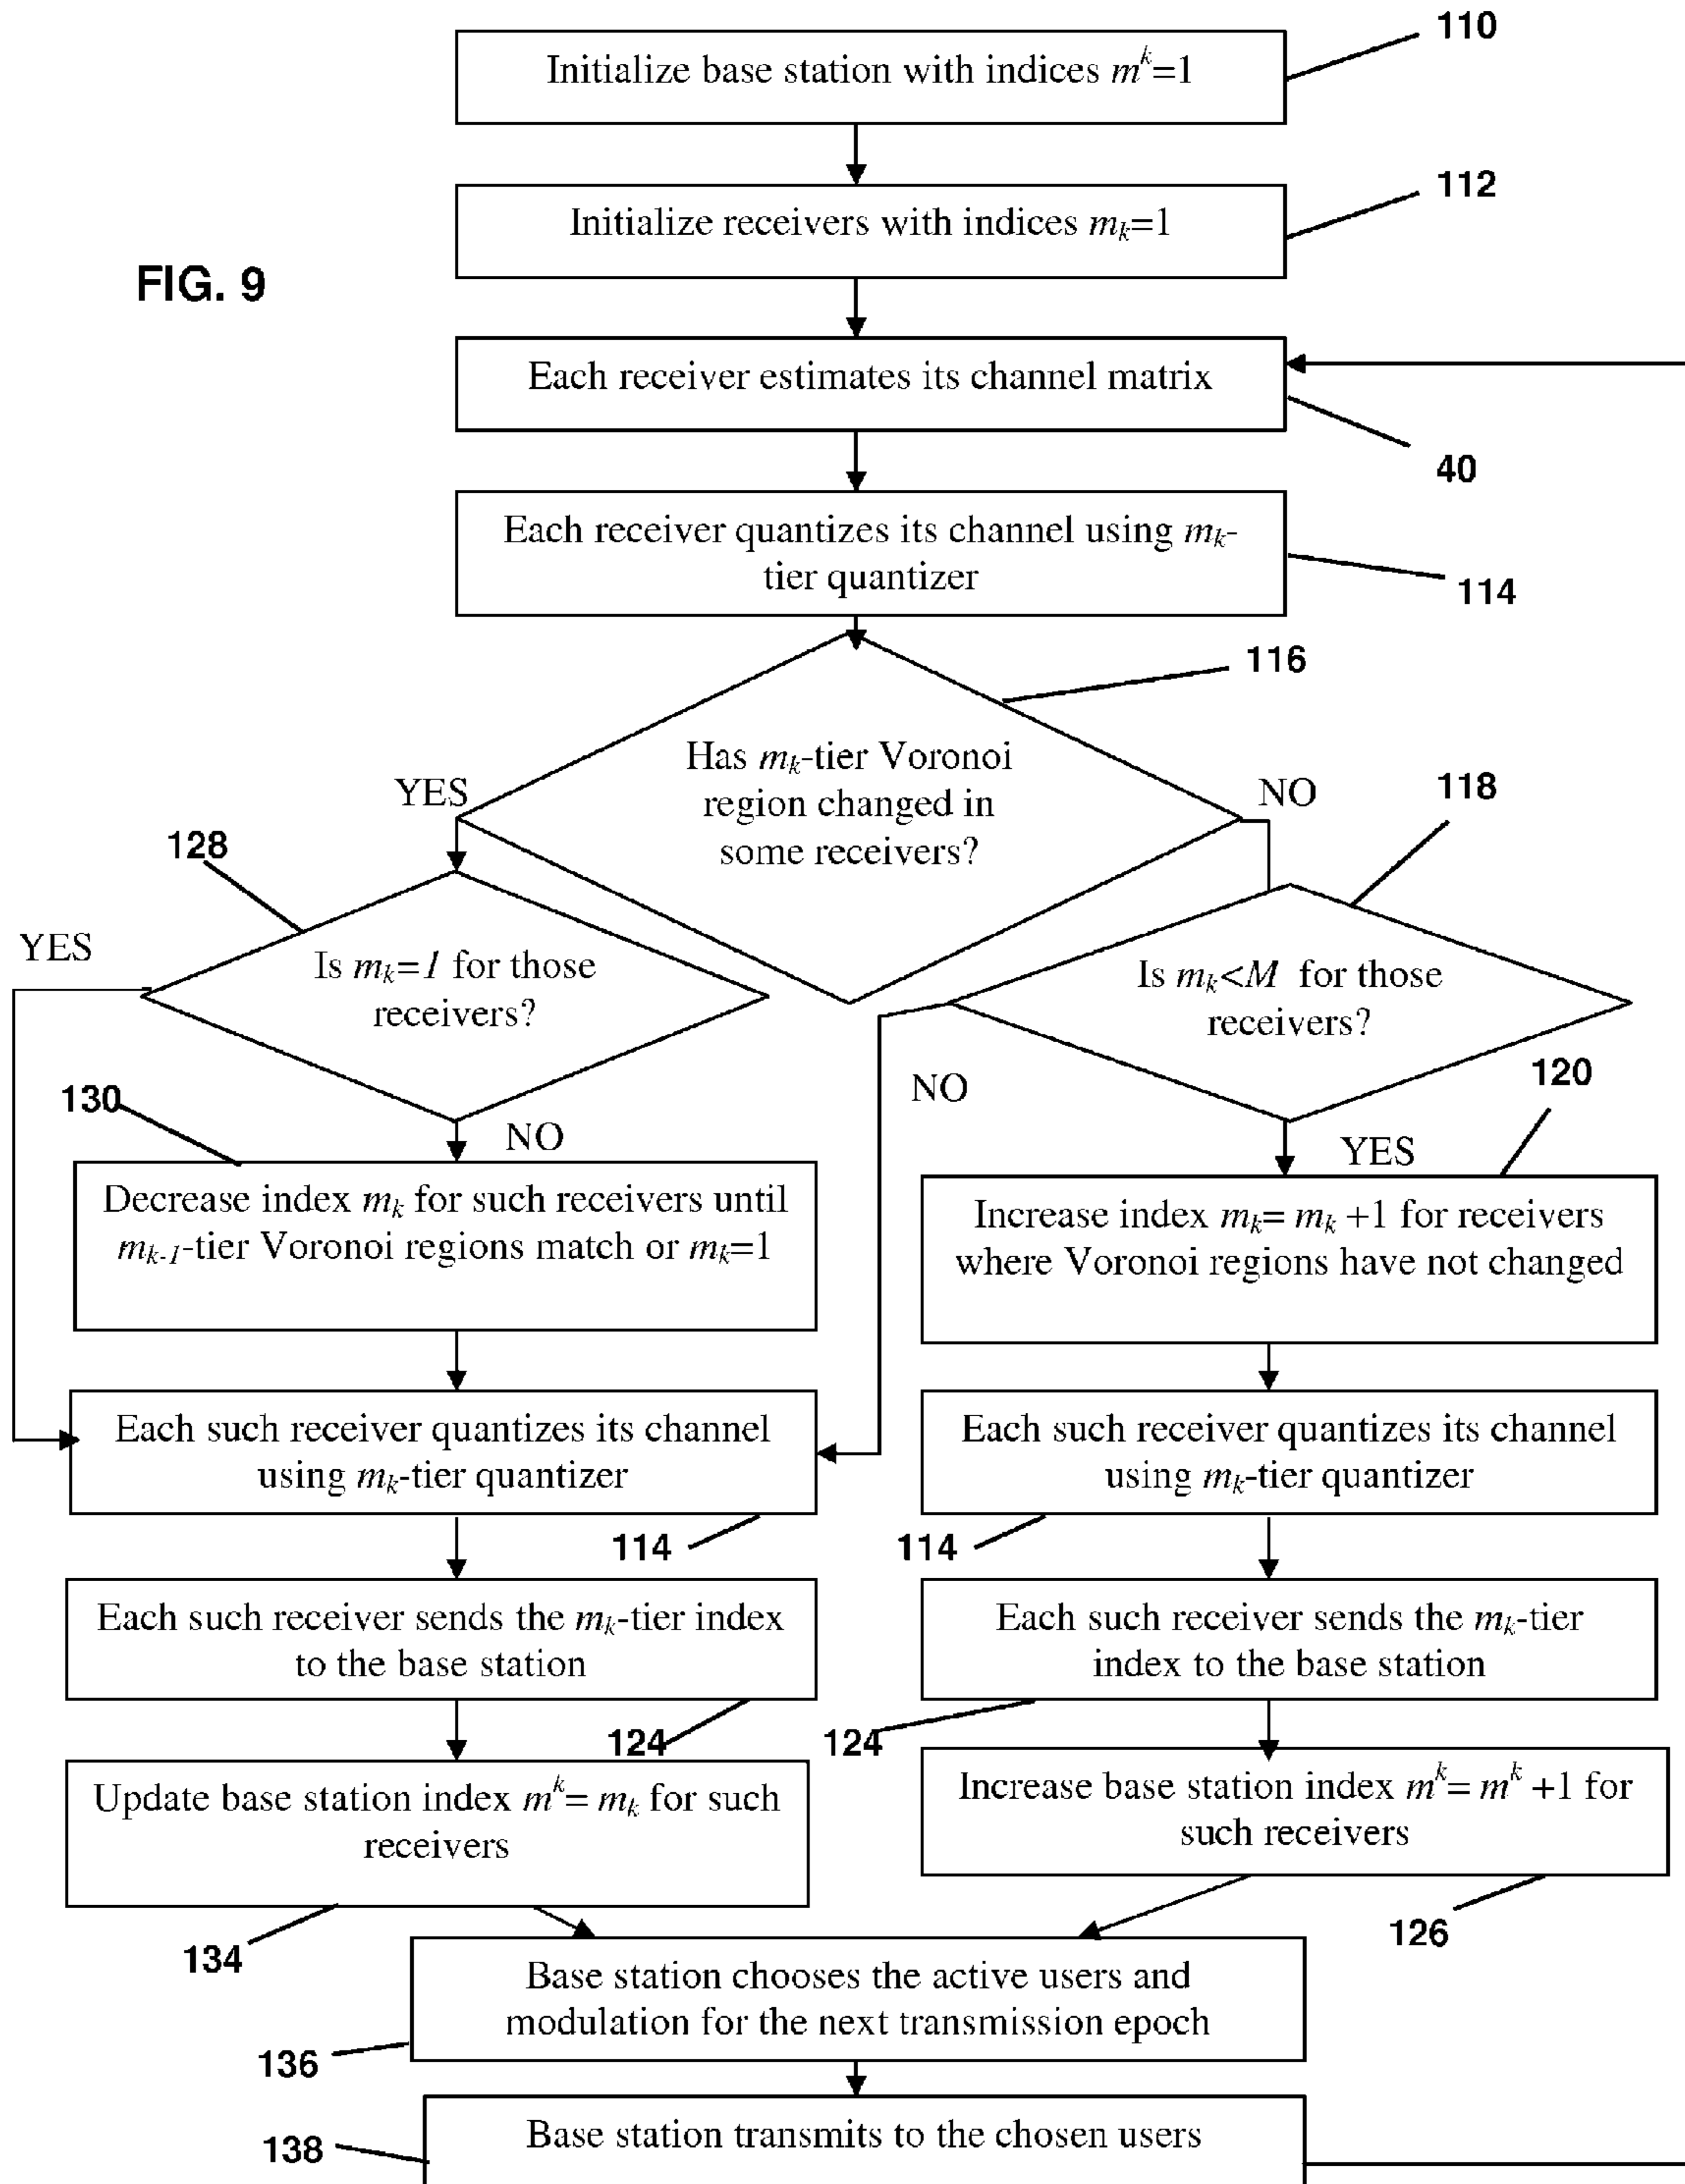 110
Initialize base station with indices m^k=1
112
Initialize receivers with indices m_k=1
FIG. 9
Each receiver estimates its channel matrix
40
Each receiver quantizes its channel using m_k-
tier quantizer
114
116
Has m_k-tier Voronoi
region changed in
some receivers?
YES
NO
118
128
YES
Is m_k=1 for those
receivers?
Is m_k<M for those
receivers?
130
NO
NO
120
YES
Decrease index m_k for such receivers until
m_k-1-tier Voronoi regions match or m_k=1
Increase index m_k= m_k +1 for receivers
where Voronoi regions have not changed
Each such receiver quantizes its channel
using m_k-tier quantizer
Each such receiver quantizes its channel
using m_k-tier quantizer
114
114
Each such receiver sends the m_k-tier index
to the base station
Each such receiver sends the m_k-tier
index to the base station
124
124
Update base station index m^k= m_k for such
receivers
Increase base station index m^k= m^k +1 for
such receivers
134
126
Base station chooses the active users and
modulation for the next transmission epoch
136
Base station transmits to the chosen users
138